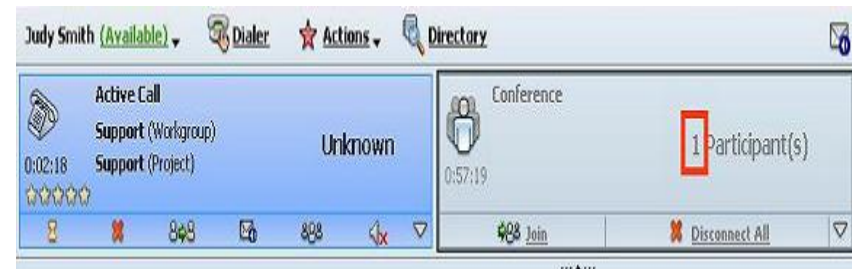 Judy Smith (Available) Dialer Actions Directory
Active Call
Support (Workgroup)
Support (Project)
Unknown
0:02:18
Conference
1 Participant(s)
0:57:19
Join Disconnect All